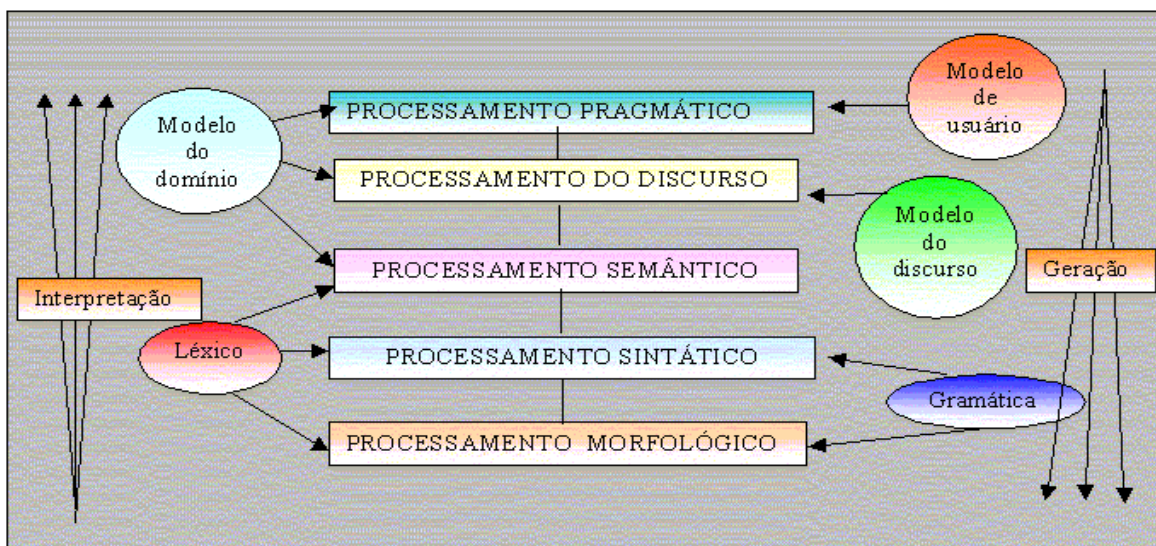 Modelo
de
usuário
PROCESSAMENTO PRAGMÁTICO
Modelo
do
domínio
PROCESSAMENTO DO DISCURSO
Modelo
do
discurso
PROCESSAMENTO SEMÂNTICO
Geração
Interpretação
Léxico
PROCESSAMENTO SINTÁTICO
Gramática
PROCESSAMENTO MORFOLÓGICO